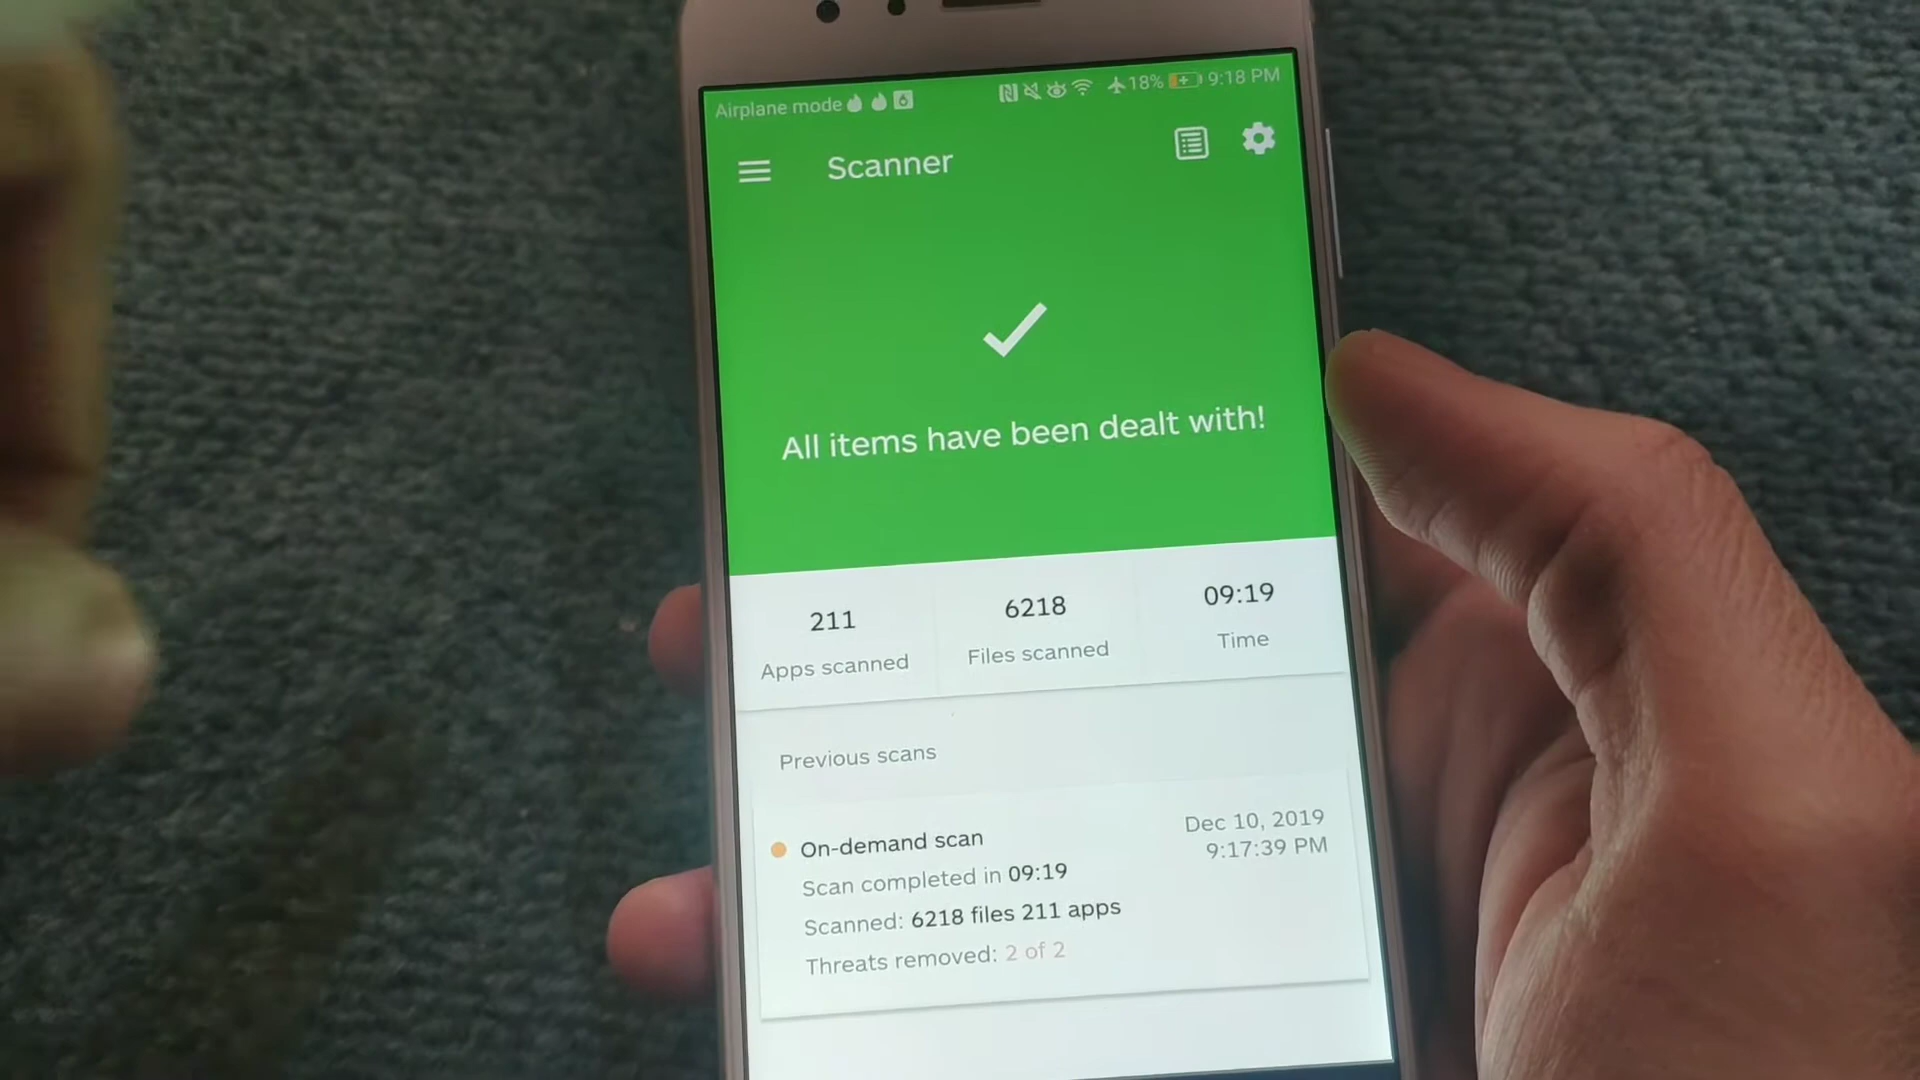 Airplane mode 18% 9:18 PM
Scanner
All items have been dealt with!
211 6218 09:19
Apps scanned Files scanned Time
Previous scans
On-demand scan Dec 10, 2019
9:17:39 PM
Scan completed in 09:19
Scanned: 6218 files 211 apps
Threats removed: 2 of 2